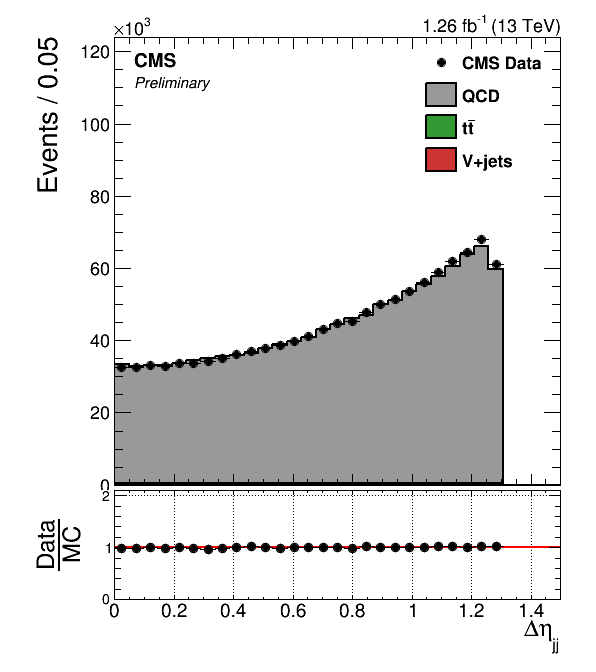 ×10³ 1.26 fb⁻¹ (13 TeV)
Events / 0.05
120
100
80
60
40
20
0
CMS
Preliminary
CMS Data
QCD
tt̄
V+jets
Data
MC
2
1
0
0 0.2 0.4 0.6 0.8 1 1.2 1.4
Δη_jj